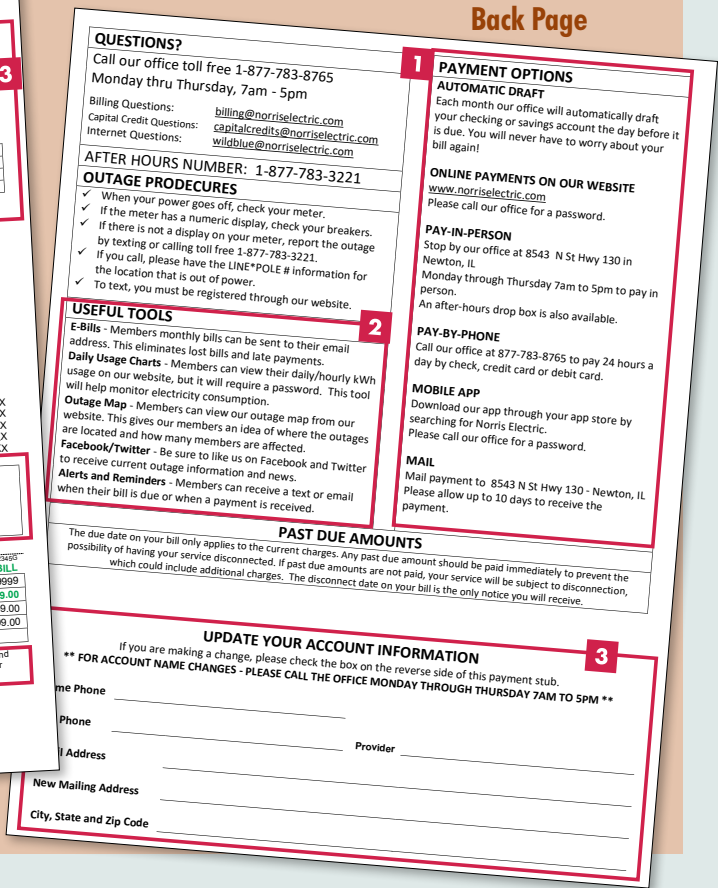 Back Page
3
X
X
X
X
XX
2345G
BILL
9999
9.00
9.00
99.00
nd
r
QUESTIONS?
Call our office toll free 1-877-783-8765
Monday thru Thursday, 7am - 5pm
Billing Questions: billing@norriselectric.com
Capital Credit Questions: capitalcredits@norriselectric.com
Internet Questions: wildblue@norriselectric.com
AFTER HOURS NUMBER: 1-877-783-3221
OUTAGE PRODECURES
✓ When your power goes off, check your meter.
✓ If the meter has a numeric display, check your breakers.
✓ If there is not a display on your meter, report the outage
by texting or calling toll free 1-877-783-3221.
✓ If you call, please have the LINE*POLE # information for
the location that is out of power.
✓ To text, you must be registered through our website.
2
USEFUL TOOLS
E-Bills - Members monthly bills can be sent to their email
address. This eliminates lost bills and late payments.
Daily Usage Charts - Members can view their daily/hourly kWh
usage on our website, but it will require a password. This tool
will help monitor electricity consumption.
Outage Map - Members can view our outage map from our
website. This gives our members an idea of where the outages
are located and how many members are affected.
Facebook/Twitter - Be sure to like us on Facebook and Twitter
to receive current outage information and news.
Alerts and Reminders - Members can receive a text or email
when their bill is due or when a payment is received.
1
PAYMENT OPTIONS
AUTOMATIC DRAFT
Each month our office will automatically draft
your checking or savings account the day before it
is due. You will never have to worry about your
bill again!
ONLINE PAYMENTS ON OUR WEBSITE
www.norriselectric.com
Please call our office for a password.
PAY-IN-PERSON
Stop by our office at 8543 N St Hwy 130 in
Newton, IL
Monday through Thursday 7am to 5pm to pay in
person.
An after-hours drop box is also available.
PAY-BY-PHONE
Call our office at 877-783-8765 to pay 24 hours a
day by check, credit card or debit card.
MOBILE APP
Download our app through your app store by
searching for Norris Electric.
Please call our office for a password.
MAIL
Mail payment to 8543 N St Hwy 130 - Newton, IL
Please allow up to 10 days to receive the
payment.
PAST DUE AMOUNTS
The due date on your bill only applies to the current charges. Any past due amount should be paid immediately to prevent the
possibility of having your service disconnected. If past due amounts are not paid, your service will be subject to disconnection,
which could include additional charges. The disconnect date on your bill is the only notice you will receive.
3
UPDATE YOUR ACCOUNT INFORMATION
If you are making a change, please check the box on the reverse side of this payment stub.
** FOR ACCOUNT NAME CHANGES - PLEASE CALL THE OFFICE MONDAY THROUGH THURSDAY 7AM TO 5PM **
me Phone
Phone Provider
l Address
New Mailing Address
City, State and Zip Code